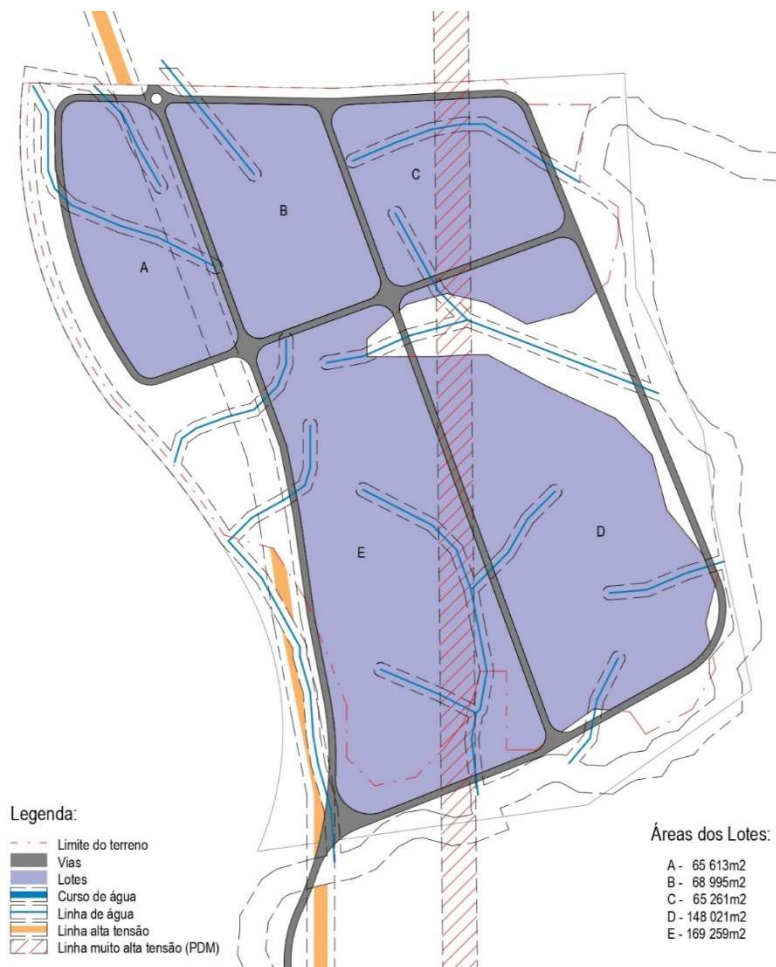 A
B
C
D
E
Legenda:
Limite do terreno
Vias
Lotes
Curso de água
Linha de água
Linha alta tensão
Linha muito alta tensão (PDM)
Áreas dos Lotes:
A - 65 613m2
B - 68 995m2
C - 65 261m2
D - 148 021m2
E - 169 259m2